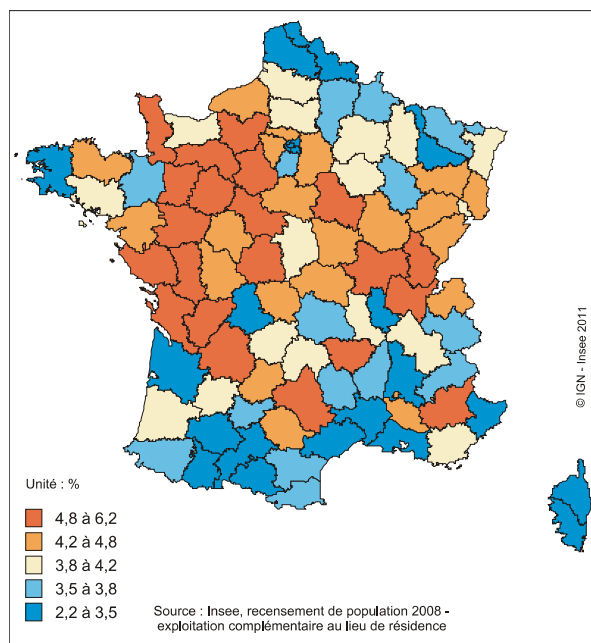 © IGN - Insee 2011
Unité : %
4,8 à 6,2
4,2 à 4,8
3,8 à 4,2
3,5 à 3,8
2,2 à 3,5
Source : Insee, recensement de population 2008 -
exploitation complémentaire au lieu de résidence